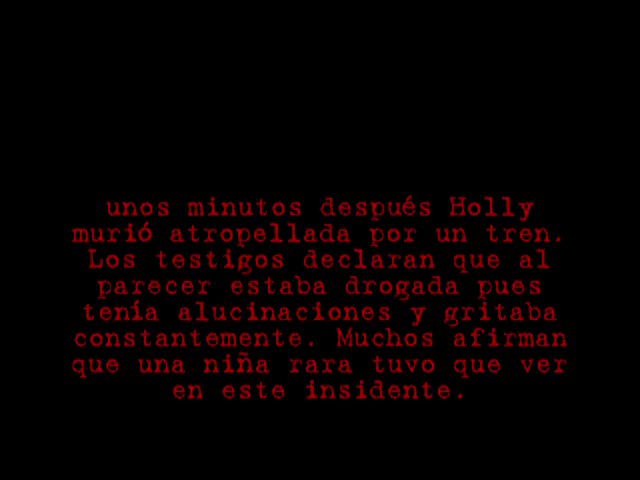 unos minutos después Holly
murió atropellada por un tren.
Los testigos declaran que al
parecer estaba drogada pues
tenía alucinaciones y gritaba
constantemente. Muchos afirman
que una niña rara tuvo que ver
en este insidente.